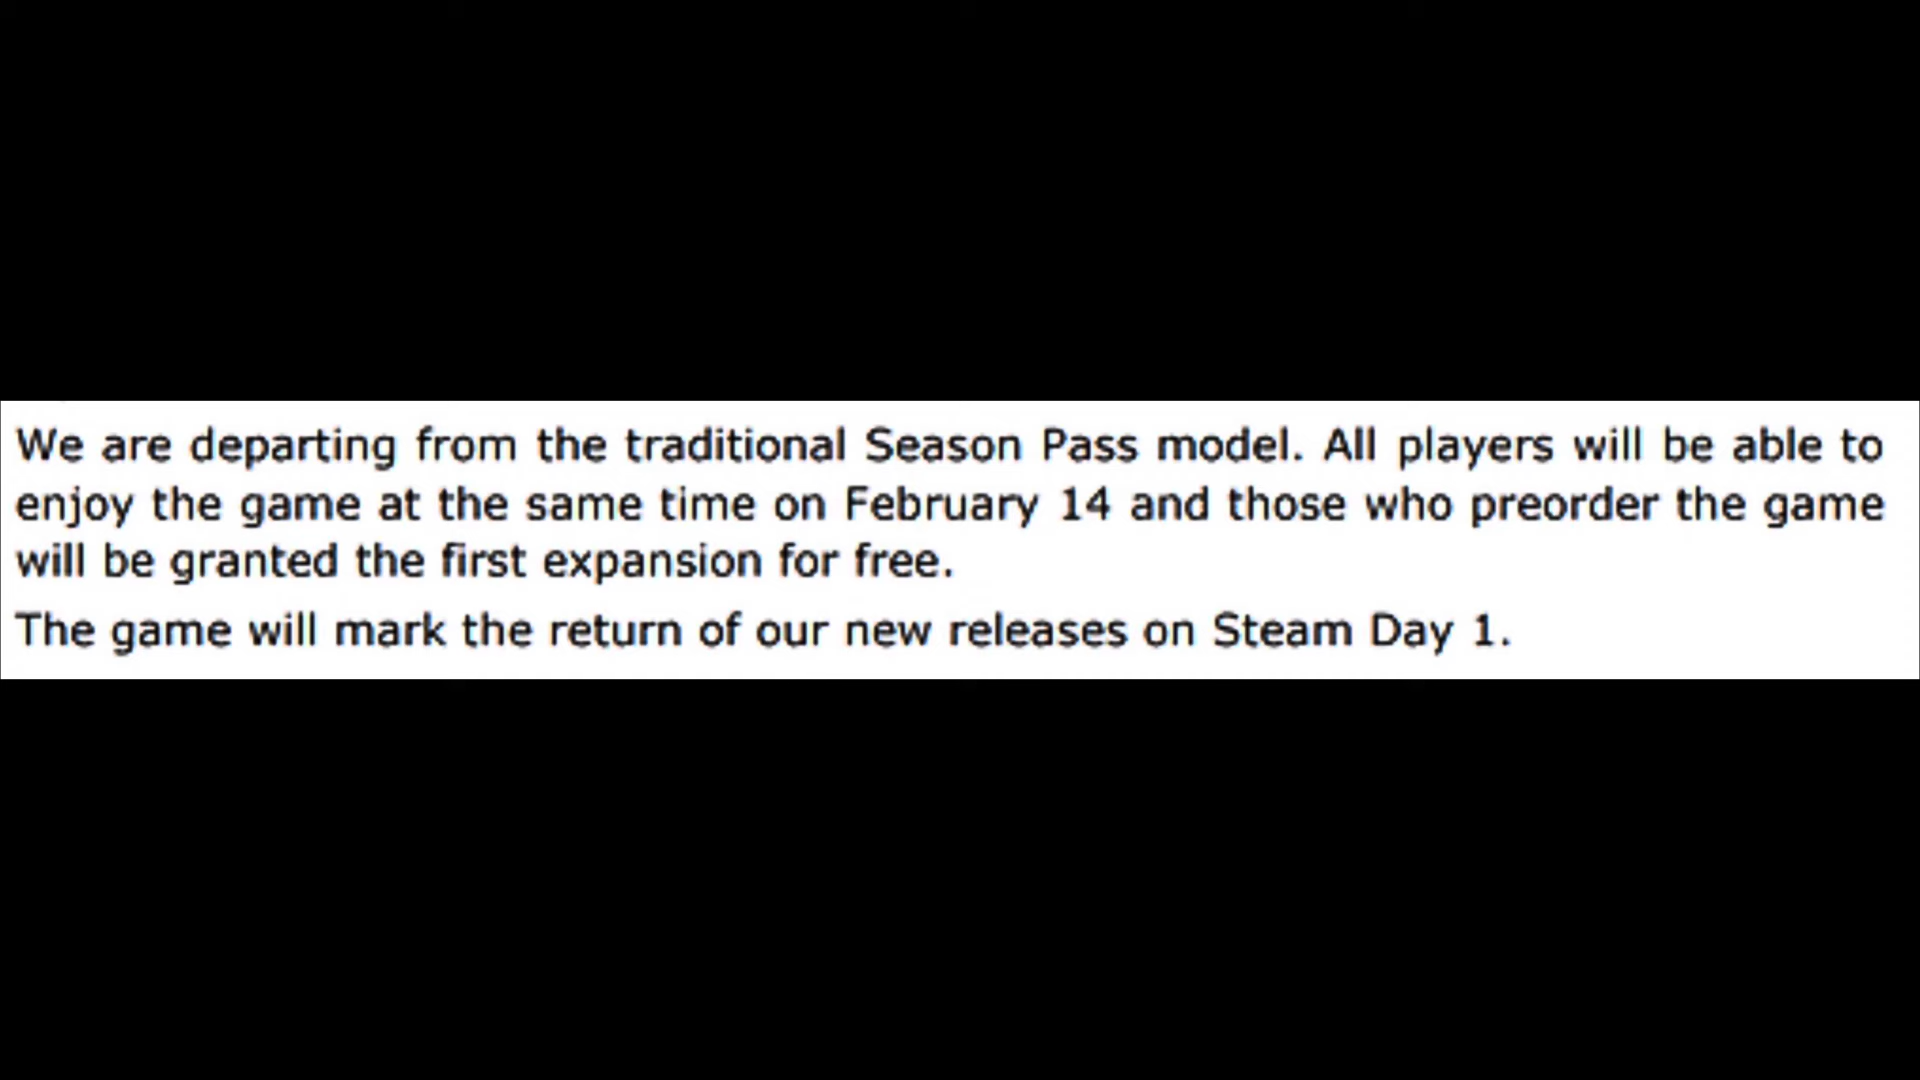 We are departing from the traditional Season Pass model. All players will be able to
enjoy the game at the same time on February 14 and those who preorder the game
will be granted the first expansion for free.
The game will mark the return of our new releases on Steam Day 1.